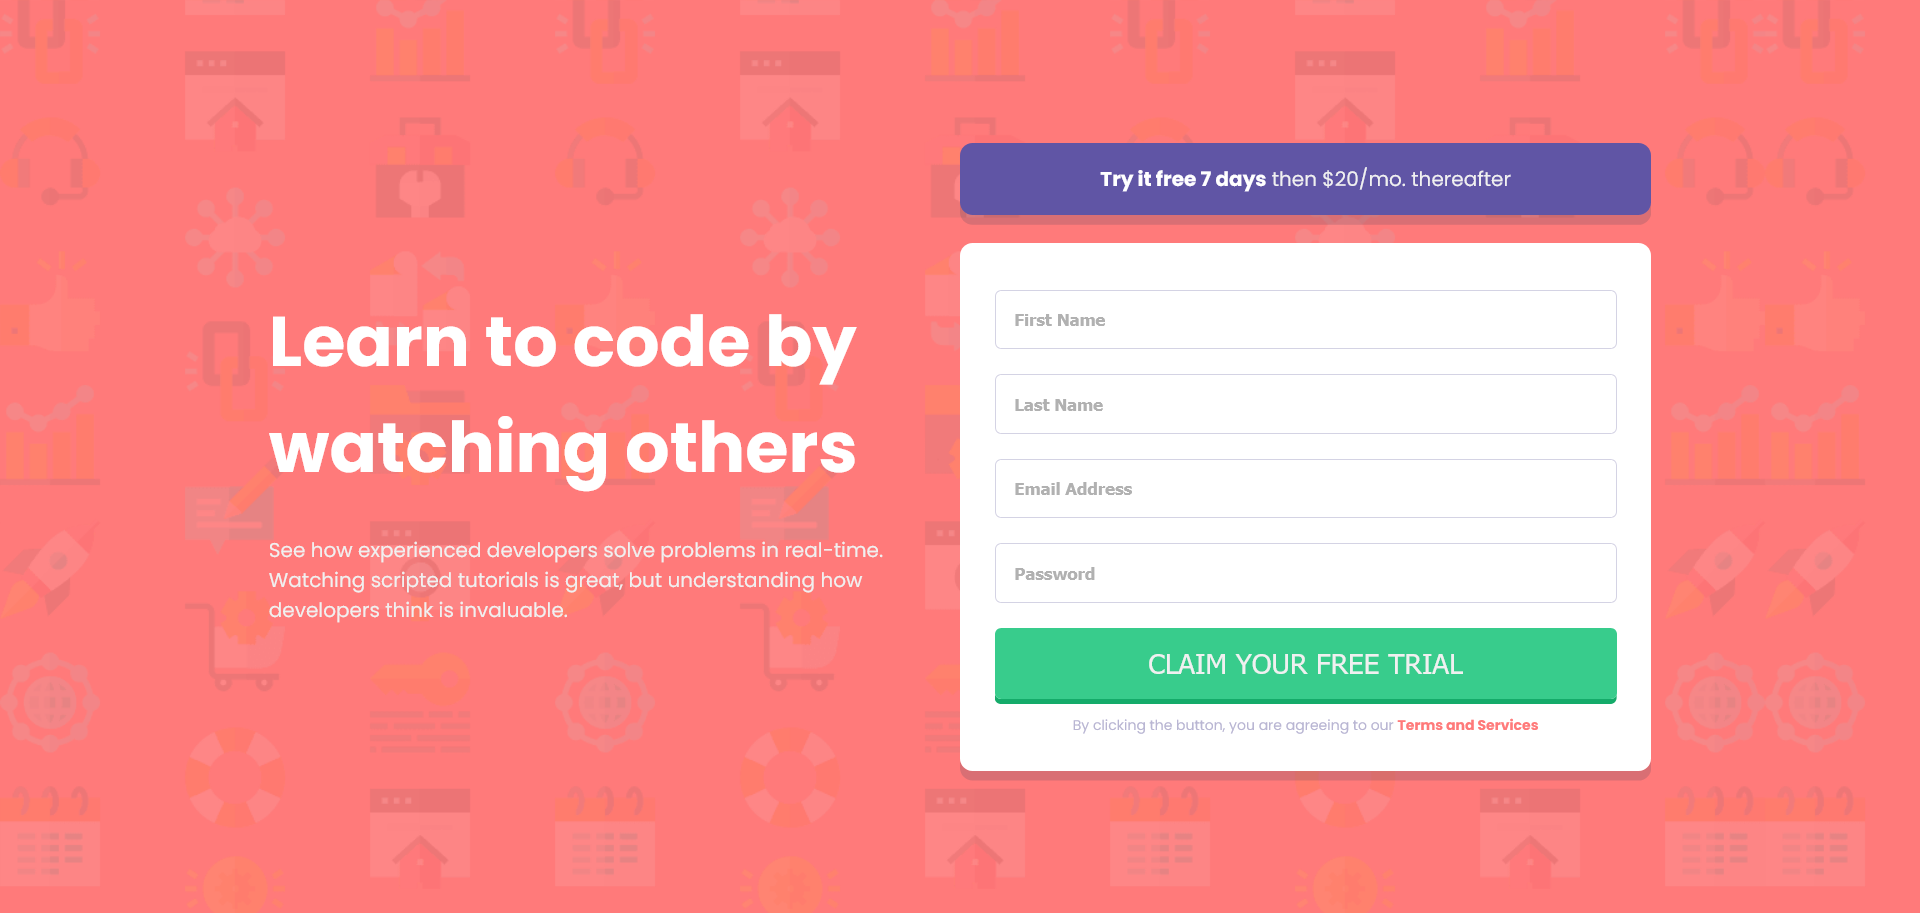 Learn to code by
watching others
See how experienced developers solve problems in real-time.
Watching scripted tutorials is great, but understanding how
developers think is invaluable.
Try it free 7 days then $20/mo. thereafter
First Name
Last Name
Email Address
Password
CLAIM YOUR FREE TRIAL
By clicking the button, you are agreeing to our Terms and Services